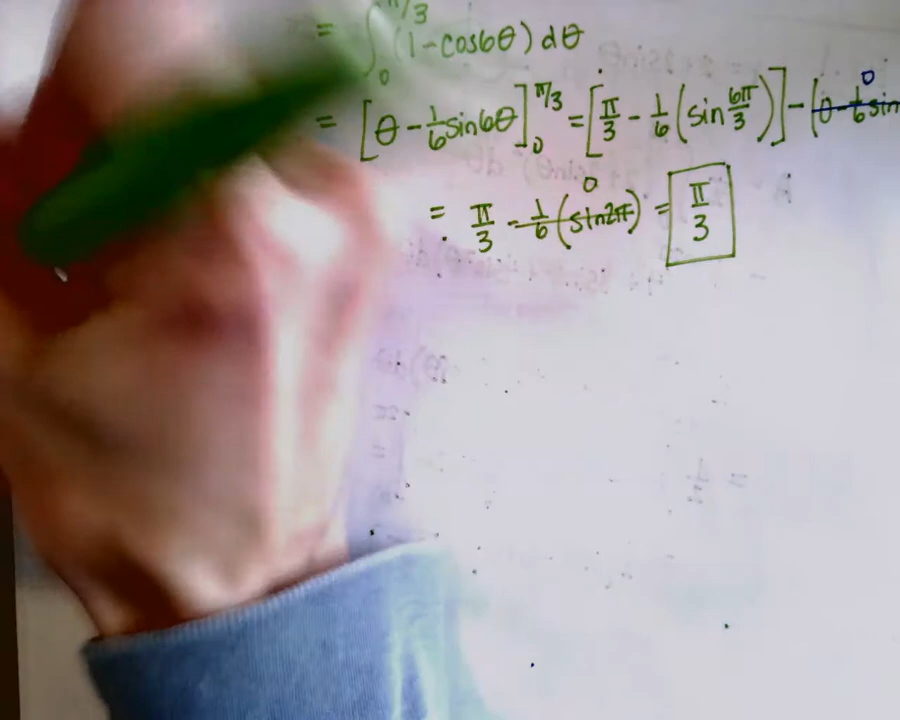 = ∫₀^π/3 (1-cos6θ) dθ
= [θ - 1/6 sin6θ]₀^π/3 = [π/3 - 1/6 (sin 6π/3)] - [θ - 1/6 sin 0
= π/3 - 1/6 (sin2π) 0 = π/3